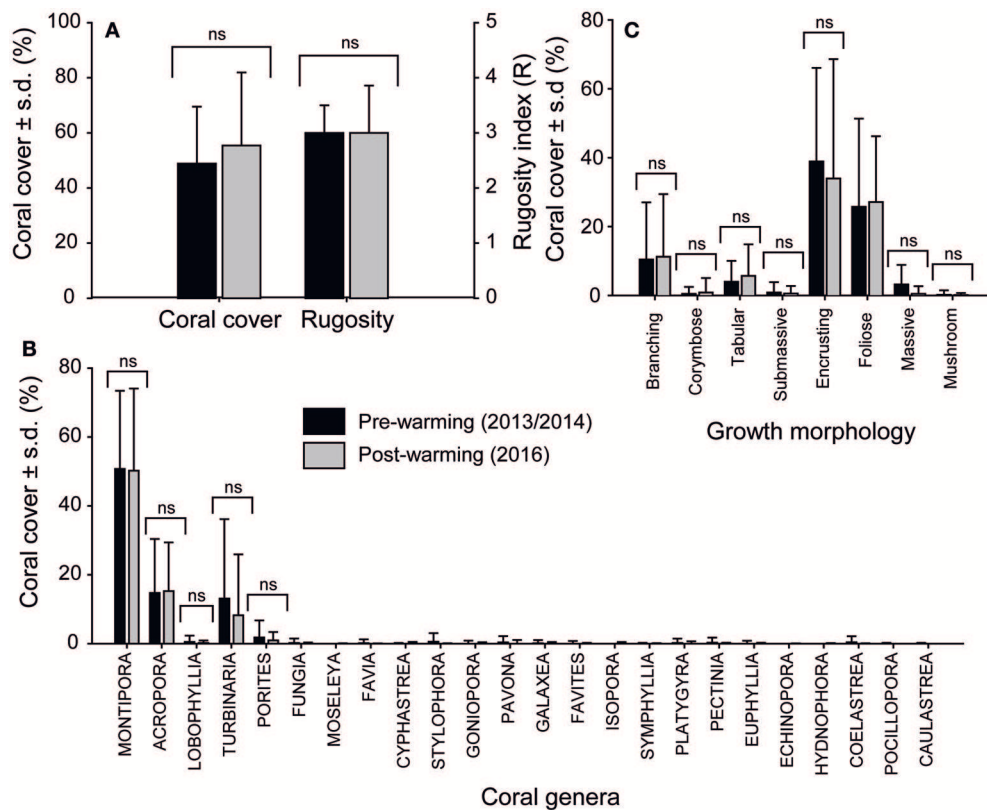 A
Coral cover ± s.d. (%)
100
80
60
40
20
0
ns
ns
5
4
3
2
1
0
Rugosity index (R)
Coral cover
Rugosity
C
Coral cover ± s.d (%)
80
60
40
20
0
ns
ns
ns
ns
ns
ns
ns
ns
Branching
Corymbose
Tabular
Submassive
Encrusting
Foliose
Massive
Mushroom
Growth morphology
B
Coral cover ± s.d. (%)
80
60
40
20
0
ns
ns
ns
ns
ns
Pre-warming (2013/2014)
Post-warming (2016)
MONTIPORA
ACROPORA
LOBOPHYLLIA
TURBINARIA
PORITES
FUNGIA
MOSELEYA
FAVIA
CYPHASTREA
STYLOPHORA
GONIOPORA
PAVONA
GALAXEA
FAVITES
ISOPORA
SYMPHYLLIA
PLATYGYRA
PECTINIA
EUPHYLLIA
ECHINOPORA
HYDNOPHORA
COELASTREA
POCILLOPORA
CAULASTREA
Coral genera